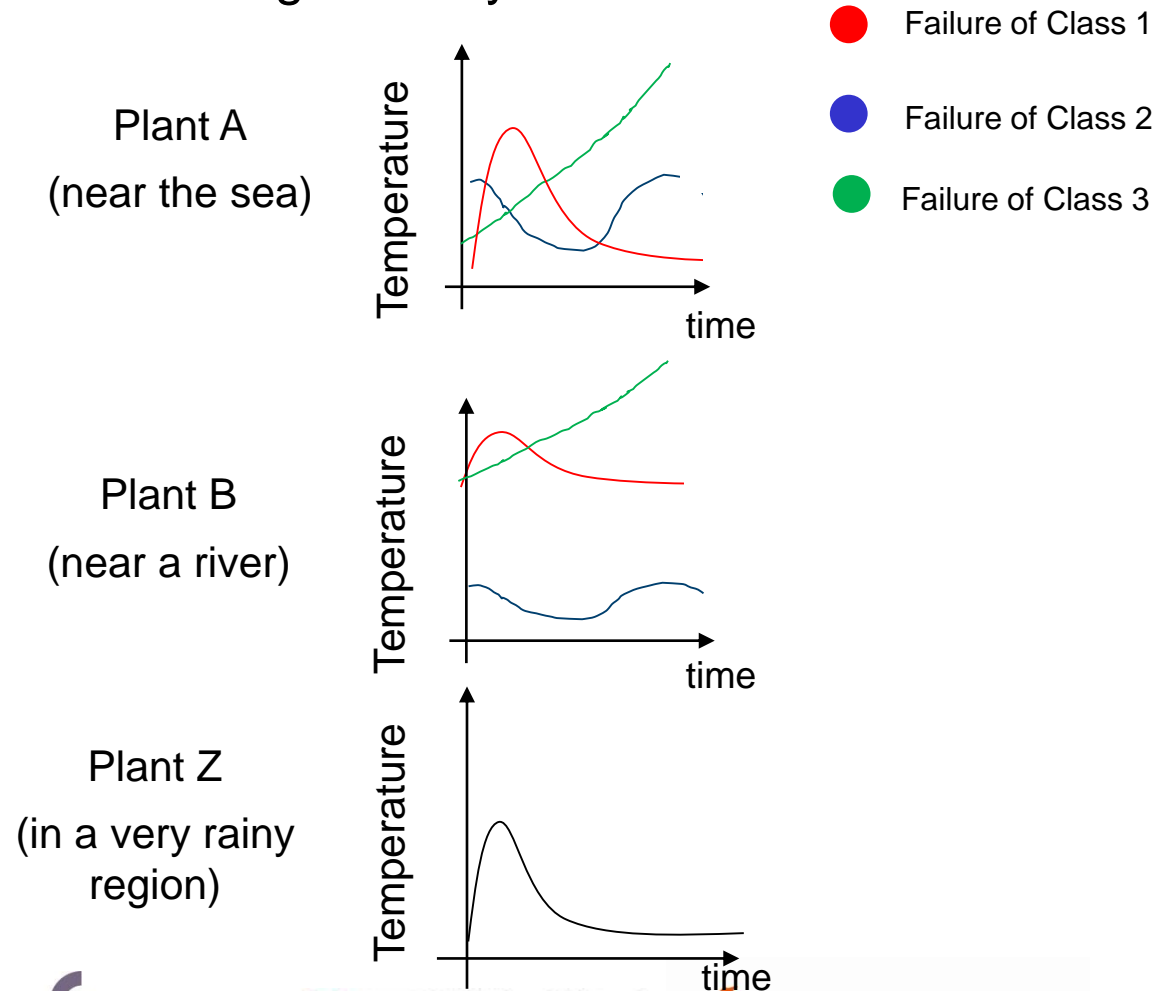 Failure of Class 1
Failure of Class 2
Failure of Class 3
Plant A
(near the sea)
Temperature
time
Plant B
(near a river)
Temperature
time
Plant Z
(in a very rainy
region)
Temperature
time